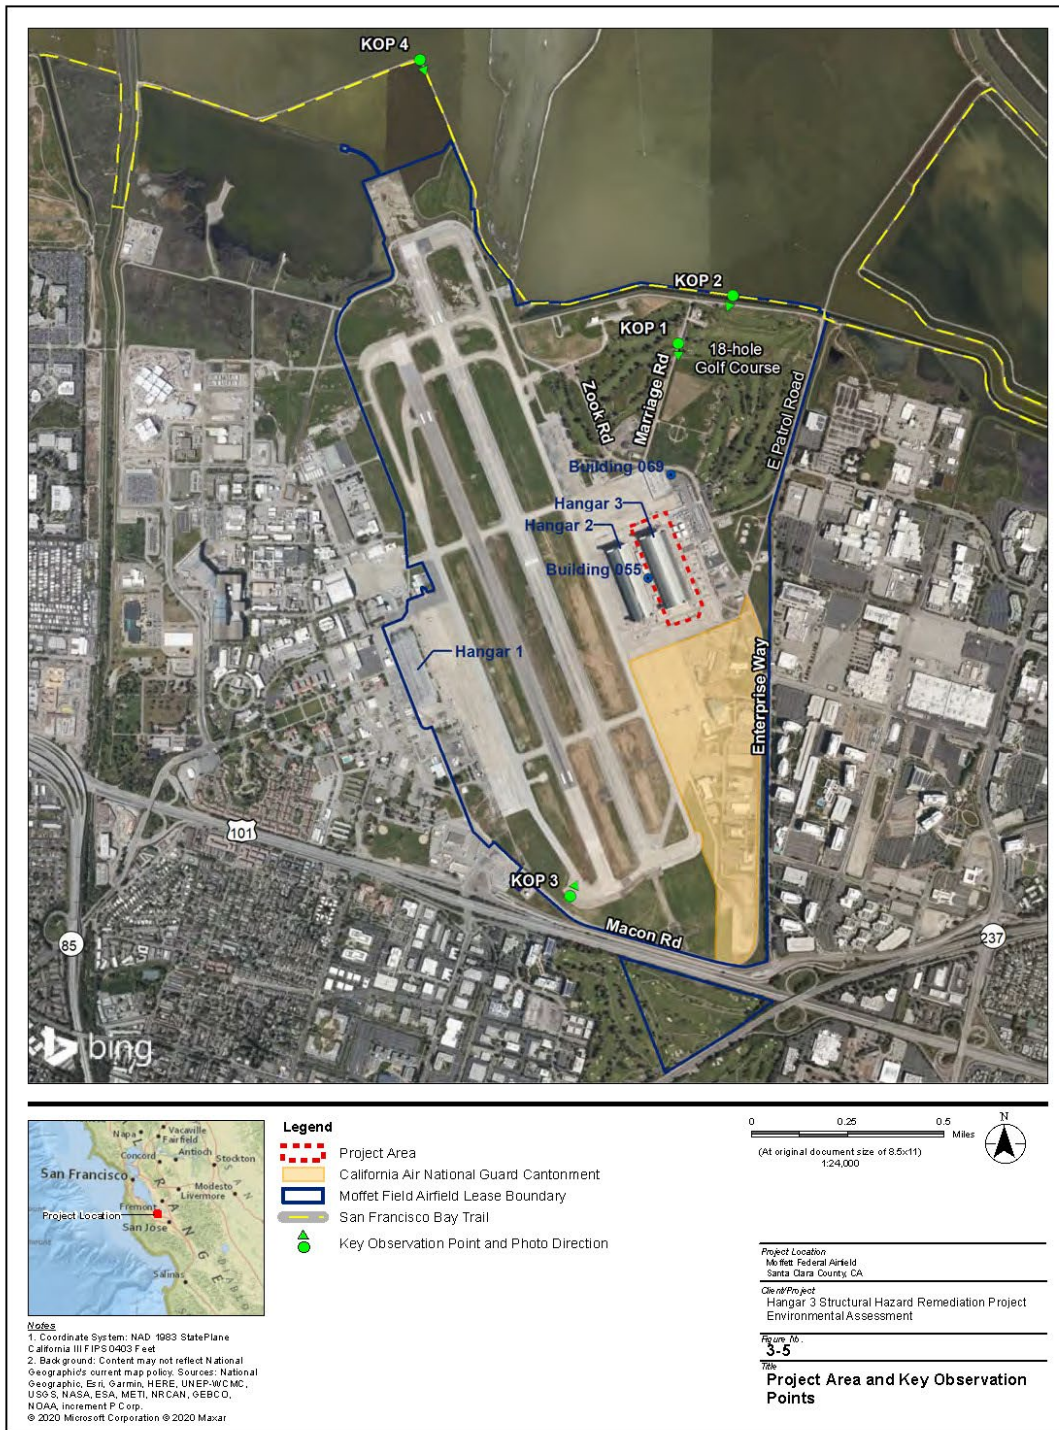 KOP 4
KOP 2
KOP 1
18-hole
Golf Course
Zook Rd
Marriage Rd
E Patrol Road
Building 069
Hangar 3
Hangar 2
Building 055
Hangar 1
Enterprise Way
101
KOP 3
Macon Rd
85
237
bing
Legend
Project Area
California Air National Guard Cantonment
Moffet Field Airfield Lease Boundary
San Francisco Bay Trail
Key Observation Point and Photo Direction
0 0.25 0.5
Miles
(At original document size of 8.5x11)
1:24,000
N
Napa
Vacaville
Fairfield
Concord
Antioch
Stockton
San Francisco
Modesto
Livermore
Fremont
Project Location
San Jose
Salinas
Notes
1. Coordinate System: NAD 1983 StatePlane
California III FIPS 0403 Feet
2. Background: Content may not reflect National
Geographic's current map policy. Sources: National
Geographic, Esri, Garmin, HERE, UNEP-WCMC,
USGS, NASA, ESA, METI, NRCAN, GEBCO,
NOAA, increment P Corp.
© 2020 Microsoft Corporation © 2020 Maxar
Project Location
Moffett Federal Airfield
Santa Clara County, CA
Client/Project
Hangar 3 Structural Hazard Remediation Project
Environmental Assessment
Figure No.
3-5
Title
Project Area and Key Observation
Points